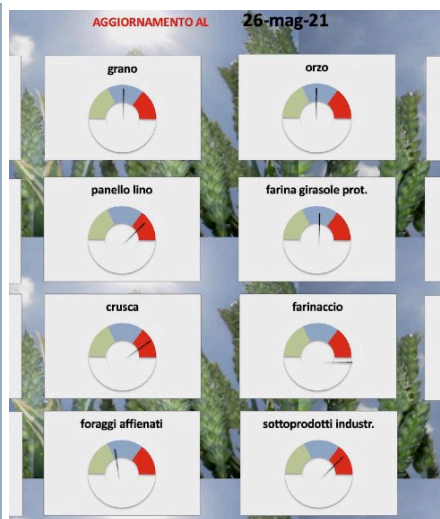 AGGIORNAMENTO AL 26-mag-21
grano
orzo
panello lino
farina girasole prot.
crusca
farinaccio
foraggi affienati
sottoprodotti industr.